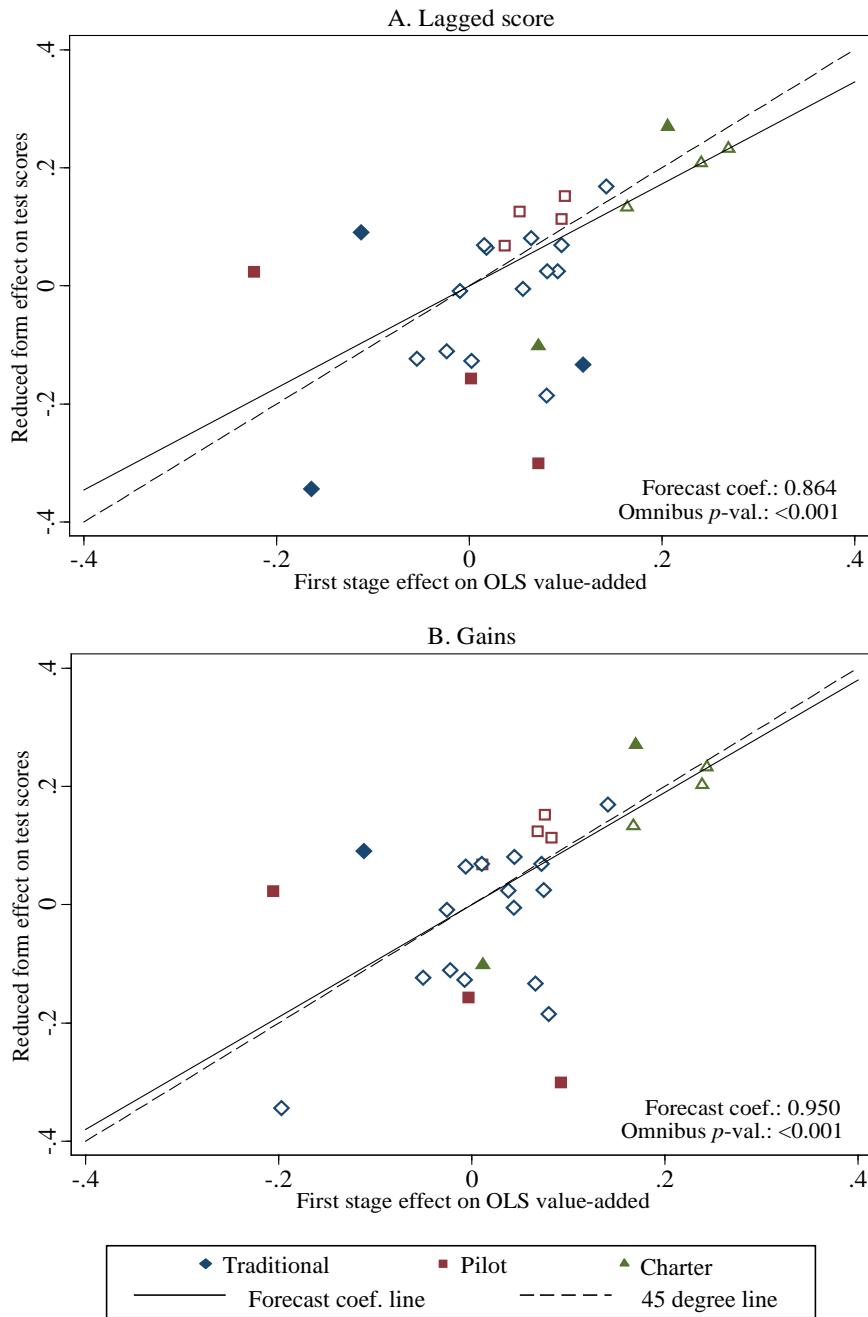 A. Lagged score
.4
.2
0
-.2
-.4
Reduced form effect on test scores
Forecast coef.: 0.864
Omnibus p-val.: <0.001
-.4 -.2 0 .2 .4
First stage effect on OLS value-added
B. Gains
.4
.2
0
-.2
-.4
Reduced form effect on test scores
Forecast coef.: 0.950
Omnibus p-val.: <0.001
-.4 -.2 0 .2 .4
First stage effect on OLS value-added
Traditional Pilot Charter
Forecast coef. line 45 degree line